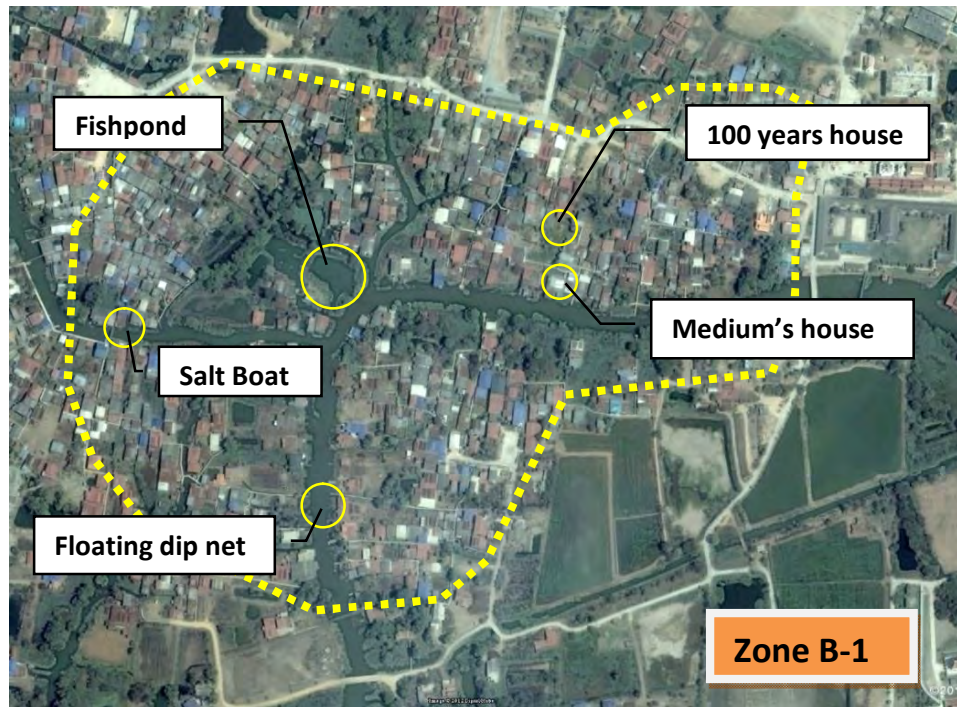 Fishpond
100 years house
Medium's house
Salt Boat
Floating dip net
Zone B-1